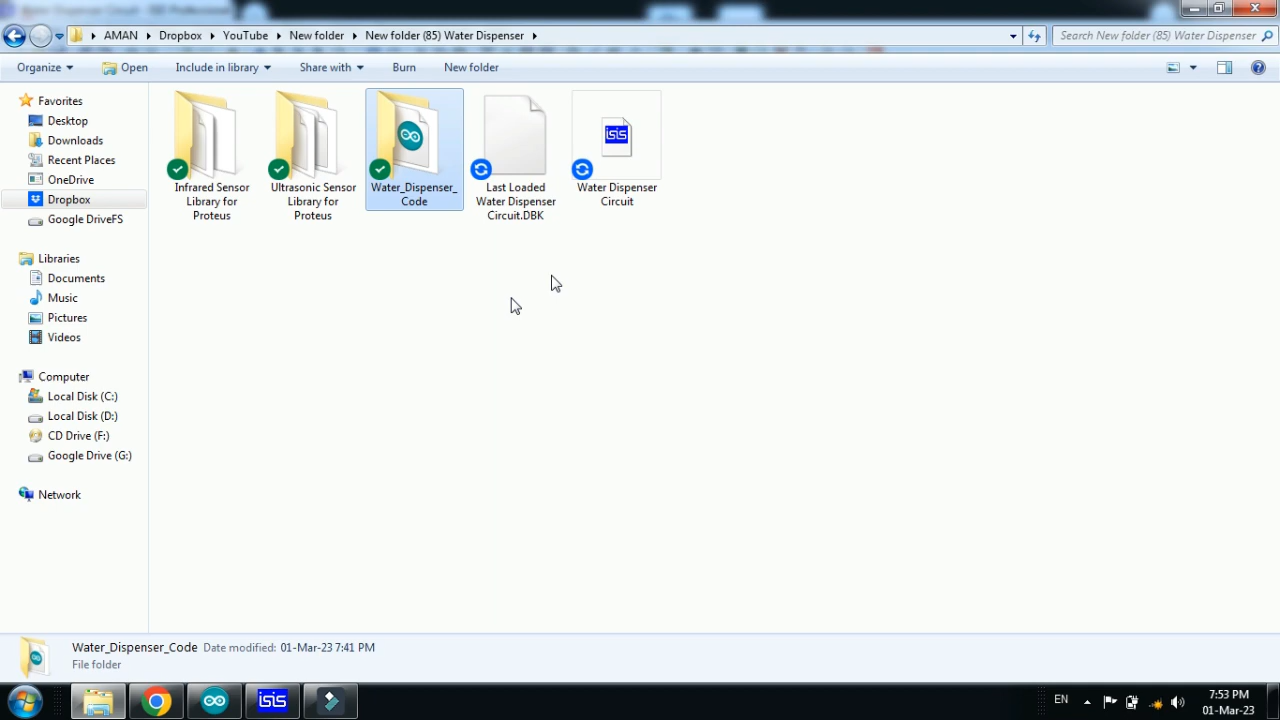 AMAN Dropbox YouTube New folder New folder (85) Water Dispenser
Search New folder (85) Water Dispenser
Organize Open Include in library Share with Burn New folder
Favorites
Desktop
Downloads
Recent Places
OneDrive
Dropbox
Google DriveFS
Libraries
Documents
Music
Pictures
Videos
Computer
Local Disk (C:)
Local Disk (D:)
CD Drive (F:)
Google Drive (G:)
Network
Infrared Sensor
Library for
Proteus
Ultrasonic Sensor
Library for
Proteus
Water_Dispenser_
Code
Last Loaded
Water Dispenser
Circuit.DBK
isis
Water Dispenser
Circuit
Water_Dispenser_Code Date modified: 01-Mar-23 7:41 PM
File folder
isis
EN
7:53 PM
01-Mar-23